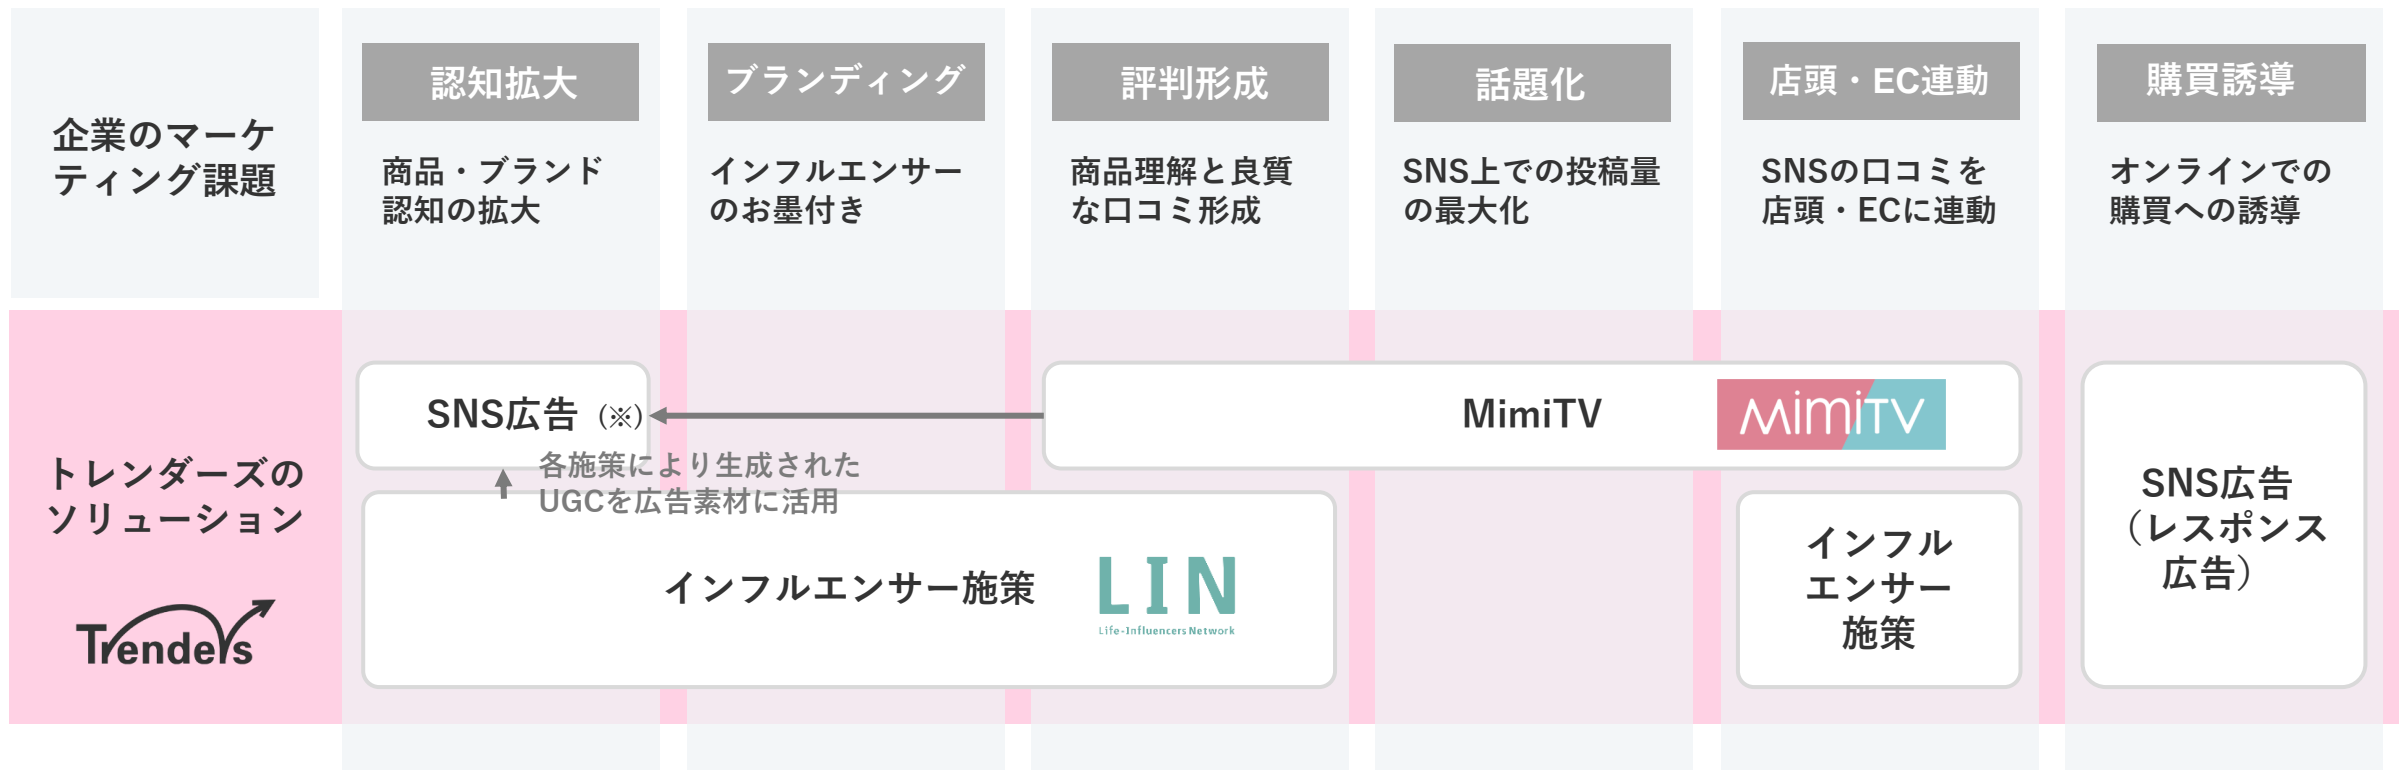 企業のマーケ
ティング課題
認知拡大
商品・ブランド
認知の拡大
ブランディング
インフルエンサー
のお墨付き
評判形成
商品理解と良質
な口コミ形成
話題化
SNS上での投稿量
の最大化
店頭・EC連動
SNSの口コミを
店頭・ECに連動
購買誘導
オンラインでの
購買への誘導
トレンダーズの
ソリューション
Trenders
SNS広告（※）
各施策により生成された
UGCを広告素材に活用
MimiTV
MimiTV
インフルエンサー施策
LIN
Life-Influencers Network
インフル
エンサー
施策
SNS広告
（レスポンス
広告）